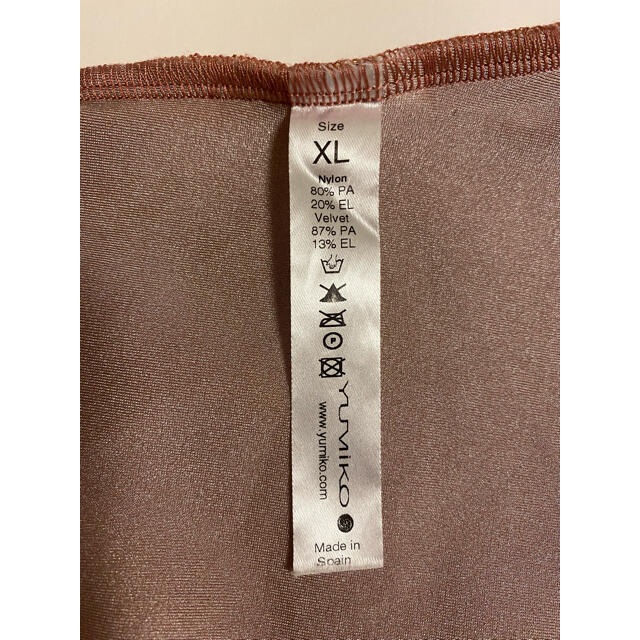 Size
XL
Nylon
80% PA
20% EL
Velvet
87% PA
13% EL
P
YUMIKO
www.yumiko.com
Made in
Spain